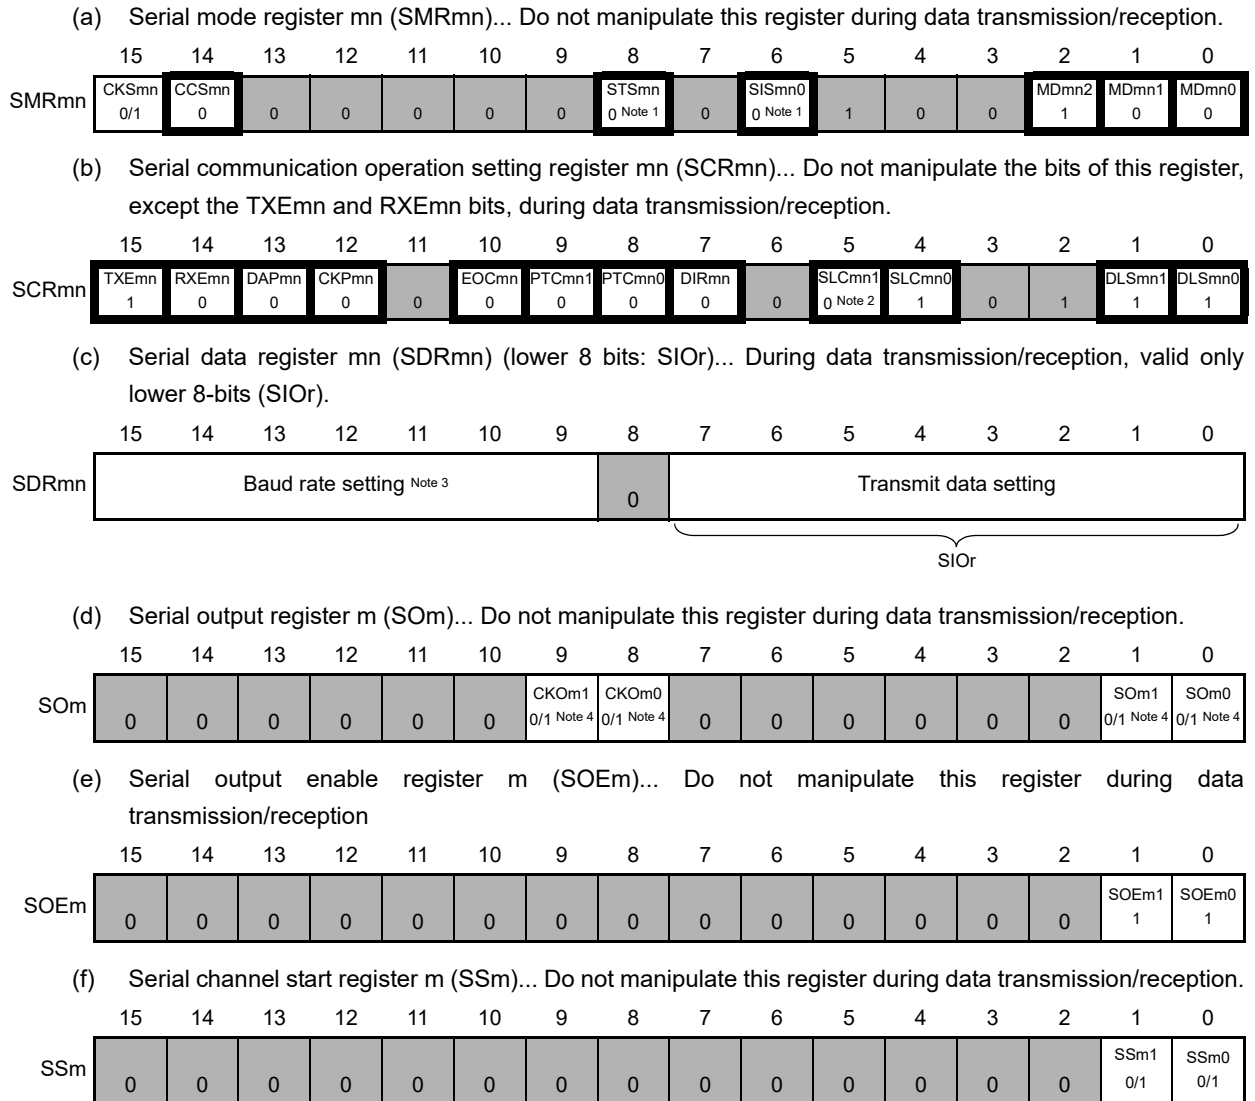 (a) Serial mode register mn (SMRmn)... Do not manipulate this register during data transmission/reception.
15 14 13 12 11 10 9 8 7 6 5 4 3 2 1 0
CKSmn CCSmn STSmn SISmn0 MDmn2 MDmn1 MDmn0
SMRmn 0/1 0 0 0 0 0 0 0 Note 1 0 0 Note 1 1 0 0 1 0 0
(b) Serial communication operation setting register mn (SCRmn)... Do not manipulate the bits of this register,
except the TXEmn and RXEmn bits, during data transmission/reception.
15 14 13 12 11 10 9 8 7 6 5 4 3 2 1 0
TXEmn RXEmn DAPmn CKPmn EOCmn PTCmn1 PTCmn0 DIRmn SLCmn1 SLCmn0 DLSmn1 DLSmn0
SCRmn 1 0 0 0 0 0 0 0 0 0 0 Note 2 1 0 1 1 1
(c) Serial data register mn (SDRmn) (lower 8 bits: SIOr)... During data transmission/reception, valid only
lower 8-bits (SIOr).
15 14 13 12 11 10 9 8 7 6 5 4 3 2 1 0
SDRmn Baud rate setting Note 3 0 Transmit data setting
SIOr
(d) Serial output register m (SOm)... Do not manipulate this register during data transmission/reception.
15 14 13 12 11 10 9 8 7 6 5 4 3 2 1 0
CKOm1 CKOm0 SOm1 SOm0
SOm 0 0 0 0 0 0 0/1 Note 4 0/1 Note 4 0 0 0 0 0 0 0/1 Note 4 0/1 Note 4
(e) Serial output enable register m (SOEm)... Do not manipulate this register during data
transmission/reception
15 14 13 12 11 10 9 8 7 6 5 4 3 2 1 0
SOEm1 SOEm0
SOEm 0 0 0 0 0 0 0 0 0 0 0 0 0 0 1 1
(f) Serial channel start register m (SSm)... Do not manipulate this register during data transmission/reception.
15 14 13 12 11 10 9 8 7 6 5 4 3 2 1 0
SSm1 SSm0
SSm 0 0 0 0 0 0 0 0 0 0 0 0 0 0 0/1 0/1